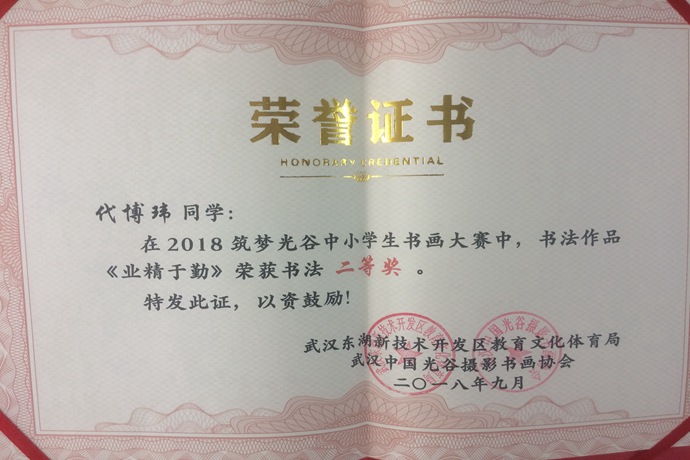 荣誉证书
HONORARY CREDENTIAL
代博玮 同学：
在2018筑梦光谷中小学生书画大赛中，书法作品
《业精于勤》荣获书法 二等奖 。
特发此证，以资鼓励！
武汉东湖新技术开发区教育文化体育局
武汉中国光谷摄影书画协会
二〇一八年九月